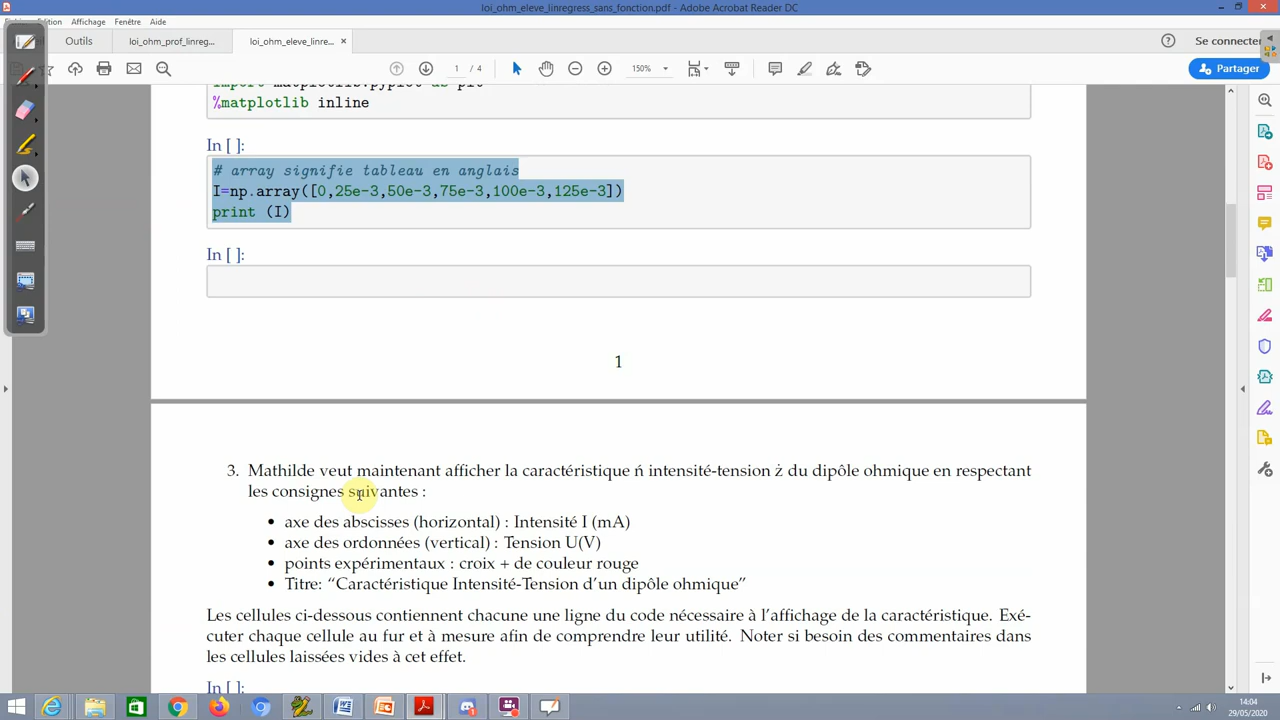 loi_ohm_eleve_linregress_sans_fonction.pdf - Adobe Acrobat Reader DC
Affichage Fenêtre Aide
Outils loi_ohm_prof_linreg... loi_ohm_eleve_linre... × Se connecter
1 / 4 150% Partager
%matplotlib inline
In [ ]:
# array signifie tableau en anglais
I=np.array([0,25e-3,50e-3,75e-3,100e-3,125e-3])
print (I)
In [ ]:
1
3. Mathilde veut maintenant afficher la caractéristique ń intensité-tension ż du dipôle ohmique en respectant
les consignes suivantes :
• axe des abscisses (horizontal) : Intensité I (mA)
• axe des ordonnées (vertical) : Tension U(V)
• points expérimentaux : croix + de couleur rouge
• Titre: “Caractéristique Intensité-Tension d’un dipôle ohmique”
Les cellules ci-dessous contiennent chacune une ligne du code nécessaire à l’affichage de la caractéristique. Exé-
cuter chaque cellule au fur et à mesure afin de comprendre leur utilité. Noter si besoin des commentaires dans
les cellules laissées vides à cet effet.
In [ ]:
14:04
29/05/2020